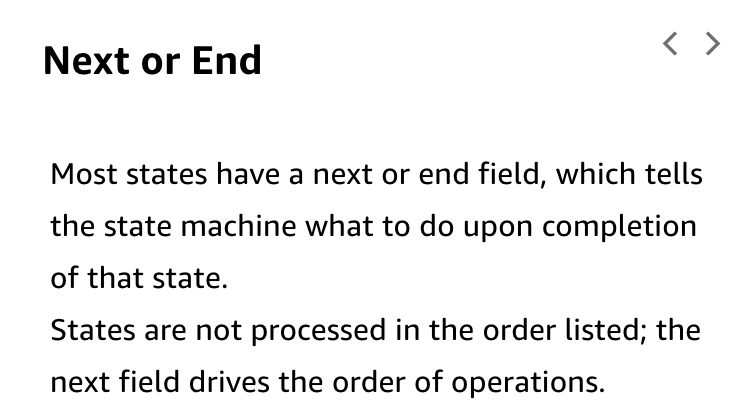 Next or End
Most states have a next or end field, which tells
the state machine what to do upon completion
of that state.
States are not processed in the order listed; the
next field drives the order of operations.